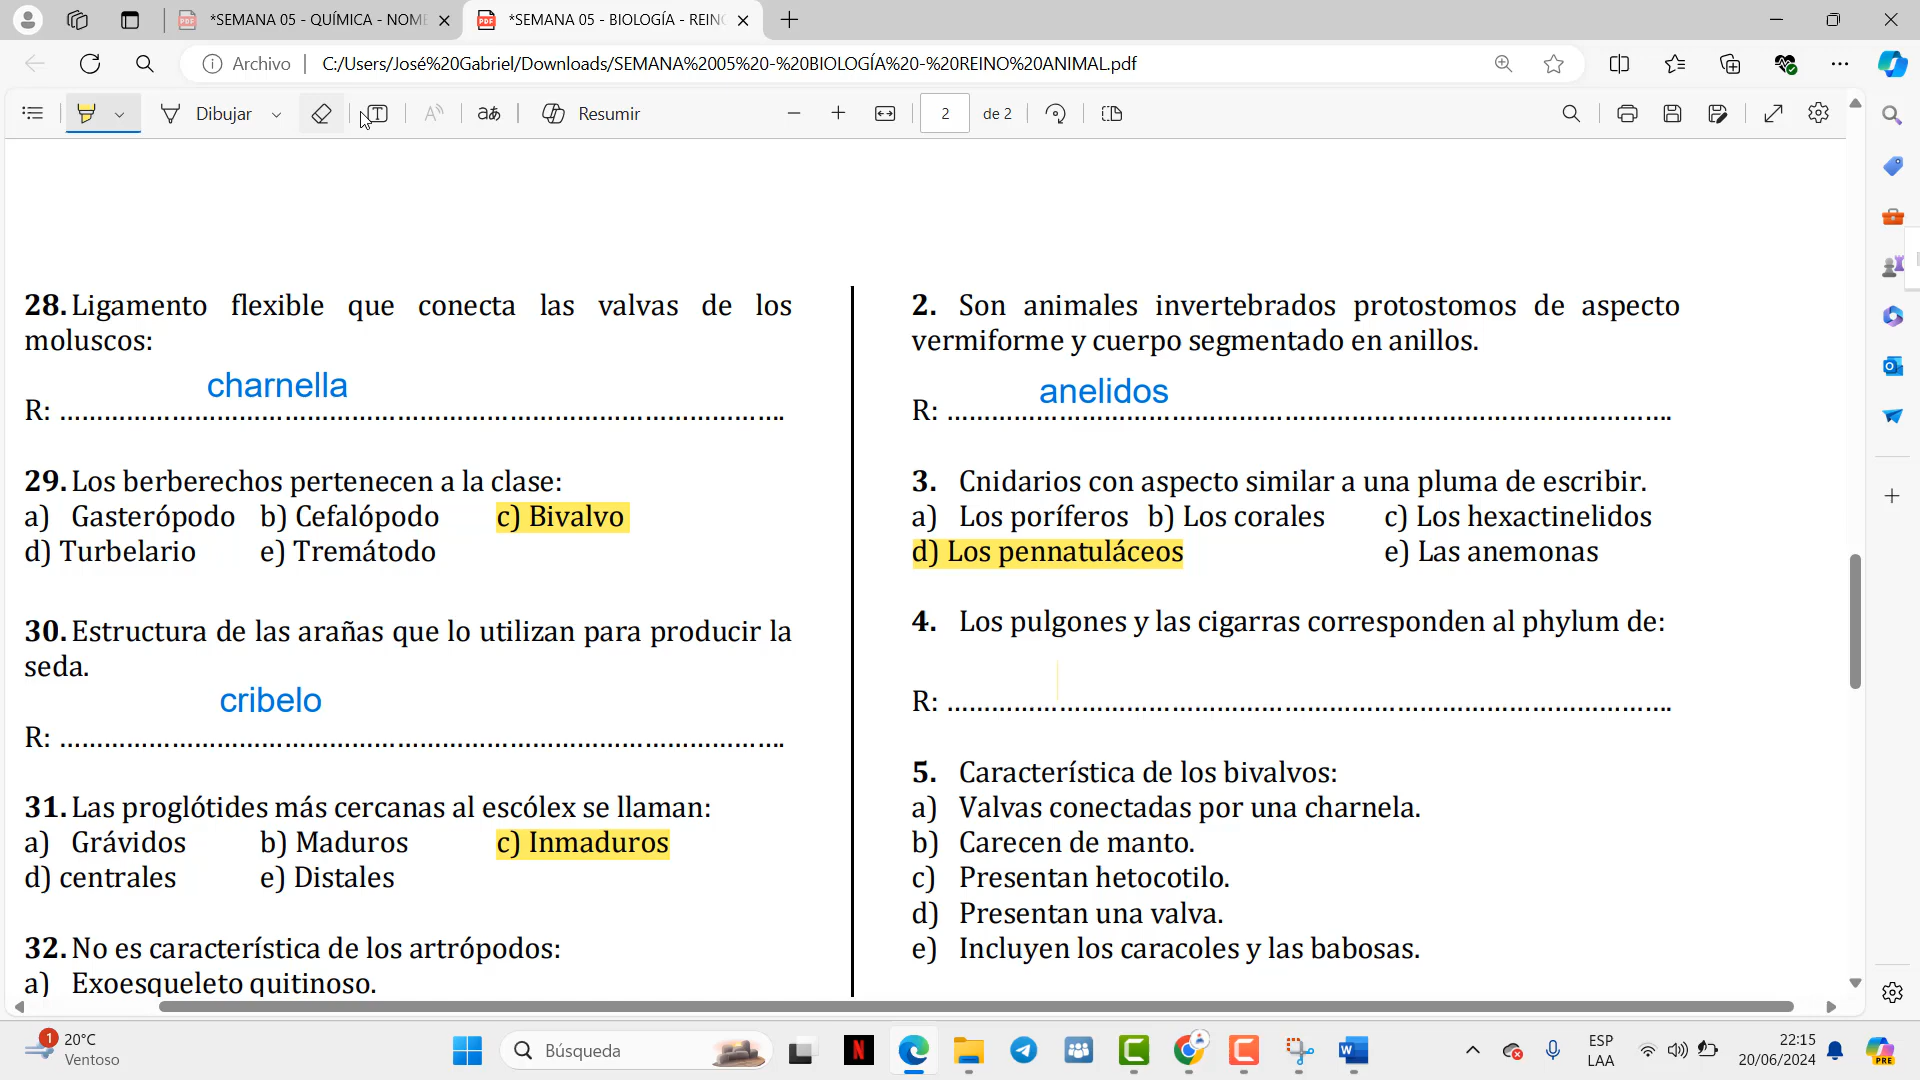 *SEMANA 05 - QUÍMICA - NOME
*SEMANA 05 - BIOLOGÍA - REINO
Archivo
C:/Users/José%20Gabriel/Downloads/SEMANA%2005%20-%20BIOLOGÍA%20-%20REINO%20ANIMAL.pdf
Dibujar
aあ
Resumir
2
de 2
28. Ligamento flexible que conecta las valvas de los
moluscos:
charnella
R: ..........................................................................................
29. Los berberechos pertenecen a la clase:
a) Gasterópodo b) Cefalópodo c) Bivalvo
d) Turbelario e) Tremátodo
30. Estructura de las arañas que lo utilizan para producir la
seda.
cribelo
R: ..........................................................................................
31. Las proglótides más cercanas al escólex se llaman:
a) Grávidos b) Maduros c) Inmaduros
d) centrales e) Distales
32. No es característica de los artrópodos:
a) Exoesqueleto quitinoso.
2. Son animales invertebrados protostomos de aspecto
vermiforme y cuerpo segmentado en anillos.
anelidos
R: ..........................................................................................
3. Cnidarios con aspecto similar a una pluma de escribir.
a) Los poríferos b) Los corales c) Los hexactinelidos
d) Los pennatuláceos e) Las anemonas
4. Los pulgones y las cigarras corresponden al phylum de:
R: ..........................................................................................
5. Característica de los bivalvos:
a) Valvas conectadas por una charnela.
b) Carecen de manto.
c) Presentan hetocotilo.
d) Presentan una valva.
e) Incluyen los caracoles y las babosas.
1
20°C
Ventoso
Búsqueda
ESP
LAA
22:15
20/06/2024
PRE